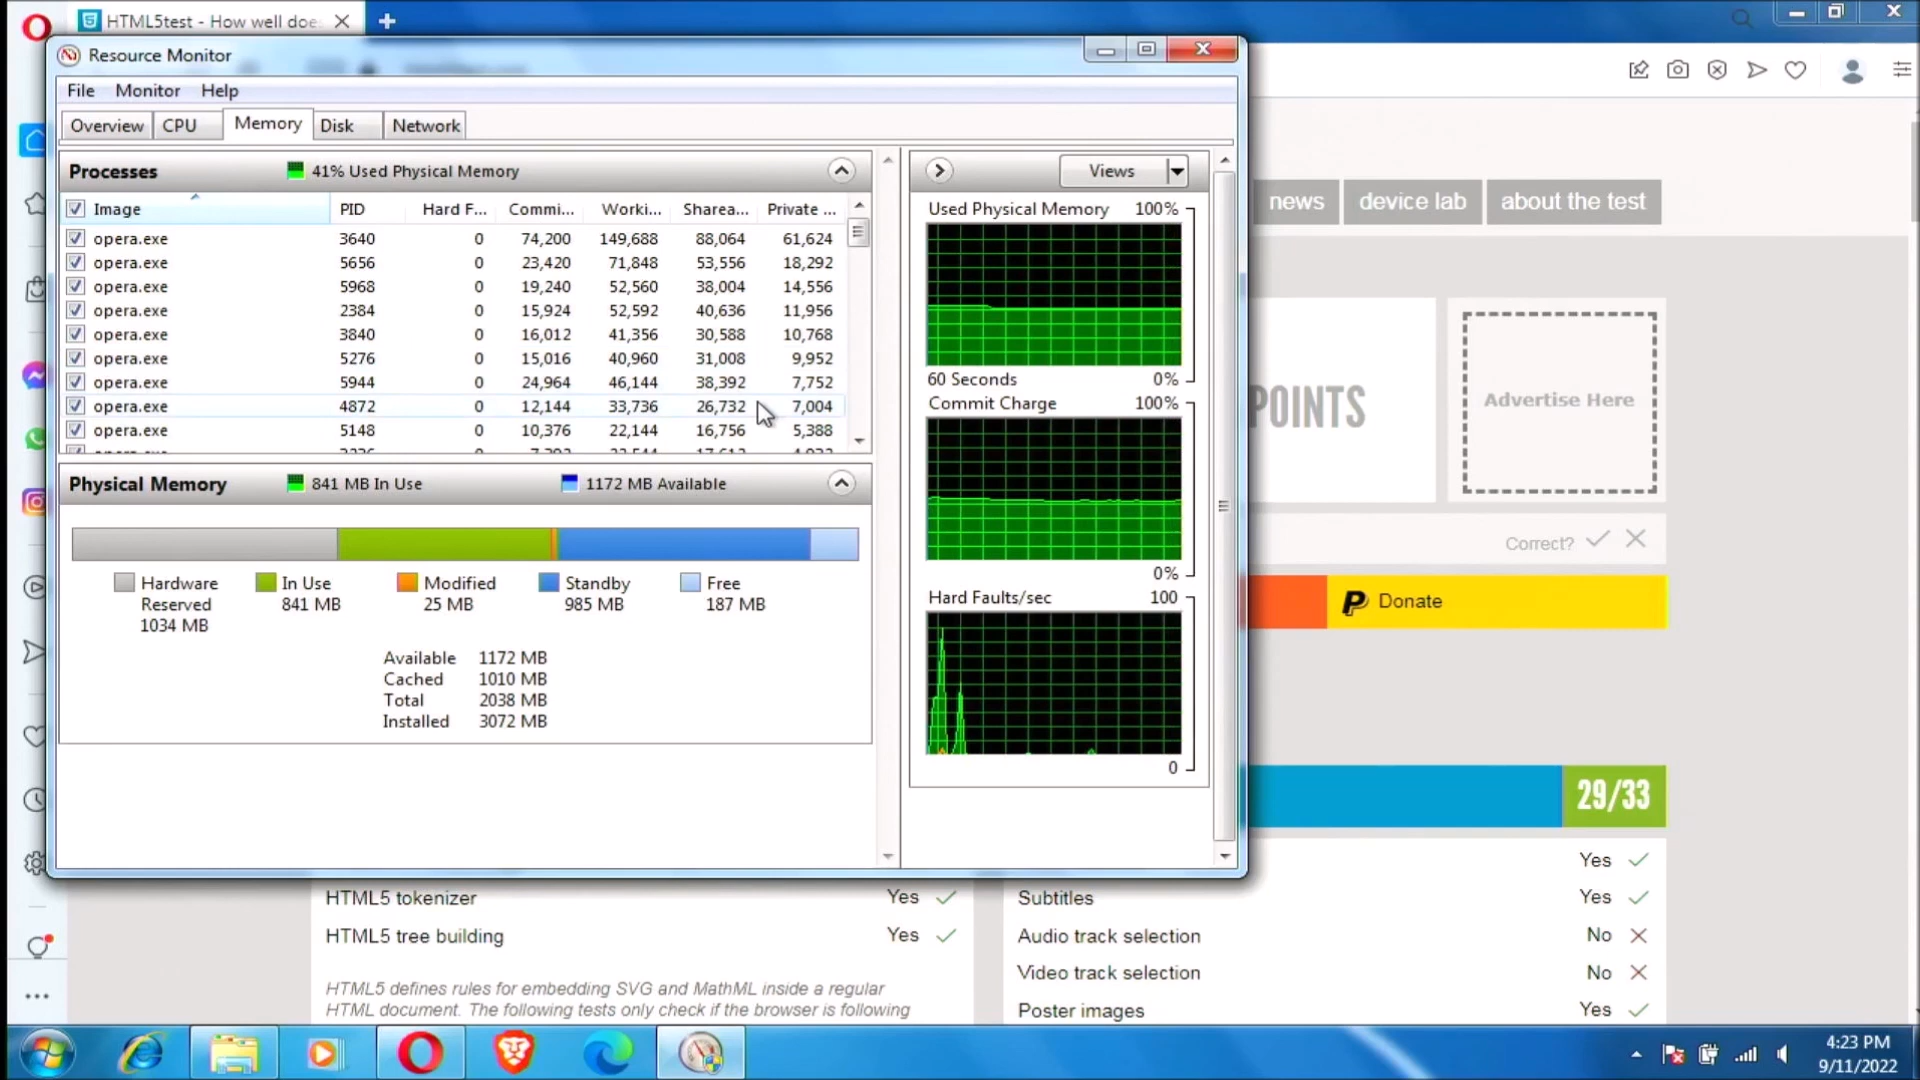 HTML5test - How well doe
Resource Monitor
File Monitor Help
Overview CPU Memory Disk Network
Processes 41% Used Physical Memory
Image PID Hard F... Commi... Worki... Sharea... Private ...
opera.exe 3640 0 74,200 149,688 88,064 61,624
opera.exe 5656 0 23,420 71,848 53,556 18,292
opera.exe 5968 0 19,240 52,560 38,004 14,556
opera.exe 2384 0 15,924 52,592 40,636 11,956
opera.exe 3840 0 16,012 41,356 30,588 10,768
opera.exe 5276 0 15,016 40,960 31,008 9,952
opera.exe 5944 0 24,964 46,144 38,392 7,752
opera.exe 4872 0 12,144 33,736 26,732 7,004
opera.exe 5148 0 10,376 22,144 16,756 5,388
Physical Memory 841 MB In Use 1172 MB Available
Hardware In Use Modified Standby Free
Reserved 841 MB 25 MB 985 MB 187 MB
1034 MB
Available 1172 MB
Cached 1010 MB
Total 2038 MB
Installed 3072 MB
Views
Used Physical Memory 100%
60 Seconds 0%
Commit Charge 100%
0%
Hard Faults/sec 100
0
news device lab about the test
POINTS
Advertise Here
Correct?
Donate
29/33
Yes
HTML5 tokenizer Yes
HTML5 tree building Yes
HTML5 defines rules for embedding SVG and MathML inside a regular
HTML document. The following tests only check if the browser is following
Subtitles Yes
Audio track selection No
Video track selection No
Poster images Yes
4:23 PM
9/11/2022